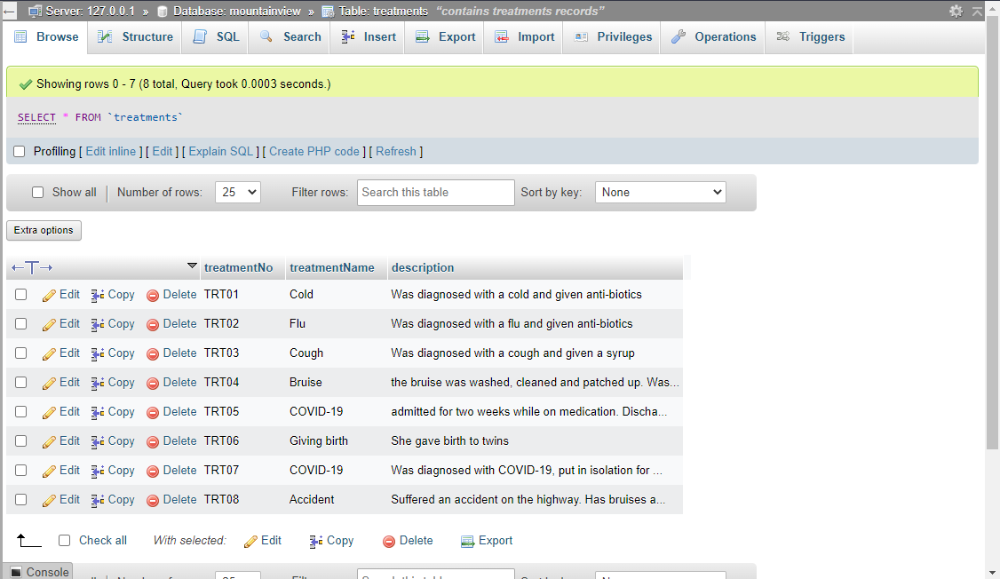 Server: 127.0.0.1 » Database: mountainview » Table: treatments "contains treatments records"
Browse Structure SQL Search Insert Export Import Privileges Operations Triggers
Showing rows 0 - 7 (8 total, Query took 0.0003 seconds.)
SELECT * FROM `treatments`
Profiling [ Edit inline ] [ Edit ] [ Explain SQL ] [ Create PHP code ] [ Refresh ]
Show all Number of rows: 25 Filter rows: Search this table Sort by key: None
Extra options
←T→ treatmentNo treatmentName description
Edit Copy Delete TRT01 Cold Was diagnosed with a cold and given anti-biotics
Edit Copy Delete TRT02 Flu Was diagnosed with a flu and given anti-biotics
Edit Copy Delete TRT03 Cough Was diagnosed with a cough and given a syrup
Edit Copy Delete TRT04 Bruise the bruise was washed, cleaned and patched up. Was...
Edit Copy Delete TRT05 COVID-19 admitted for two weeks while on medication. Discha...
Edit Copy Delete TRT06 Giving birth She gave birth to twins
Edit Copy Delete TRT07 COVID-19 Was diagnosed with COVID-19, put in isolation for ...
Edit Copy Delete TRT08 Accident Suffered an accident on the highway. Has bruises a...
Check all With selected: Edit Copy Delete Export
Console